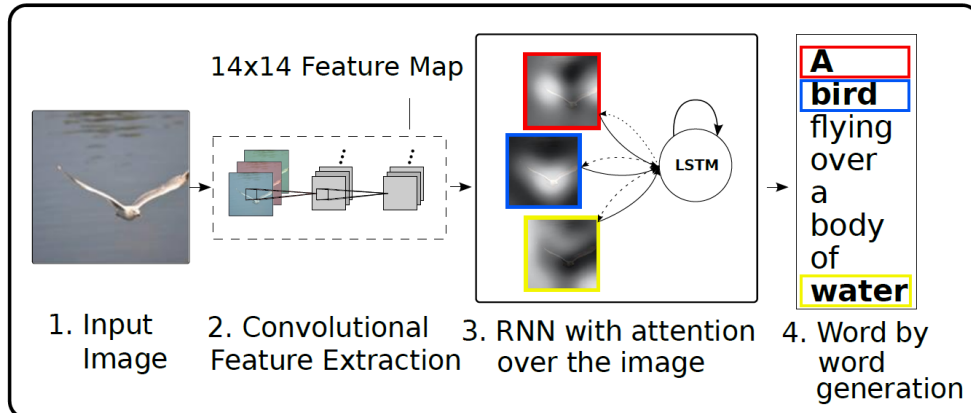 14x14 Feature Map
LSTM
A
bird
flying
over
a
body
of
water
1. Input
Image
2. Convolutional
Feature Extraction
3. RNN with attention
over the image
4. Word by
word
generation